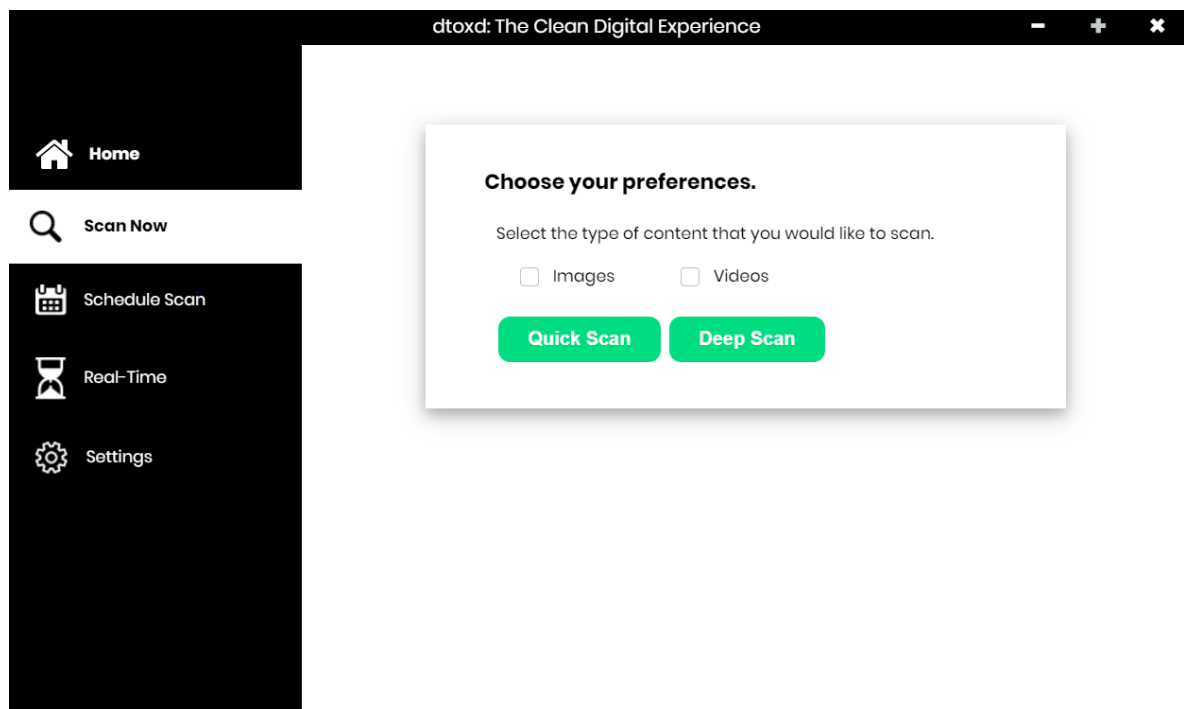 dtoxd: The Clean Digital Experience
Home
Scan Now
Schedule Scan
Real-Time
Settings
Choose your preferences.
Select the type of content that you would like to scan.
Images Videos
Quick Scan Deep Scan